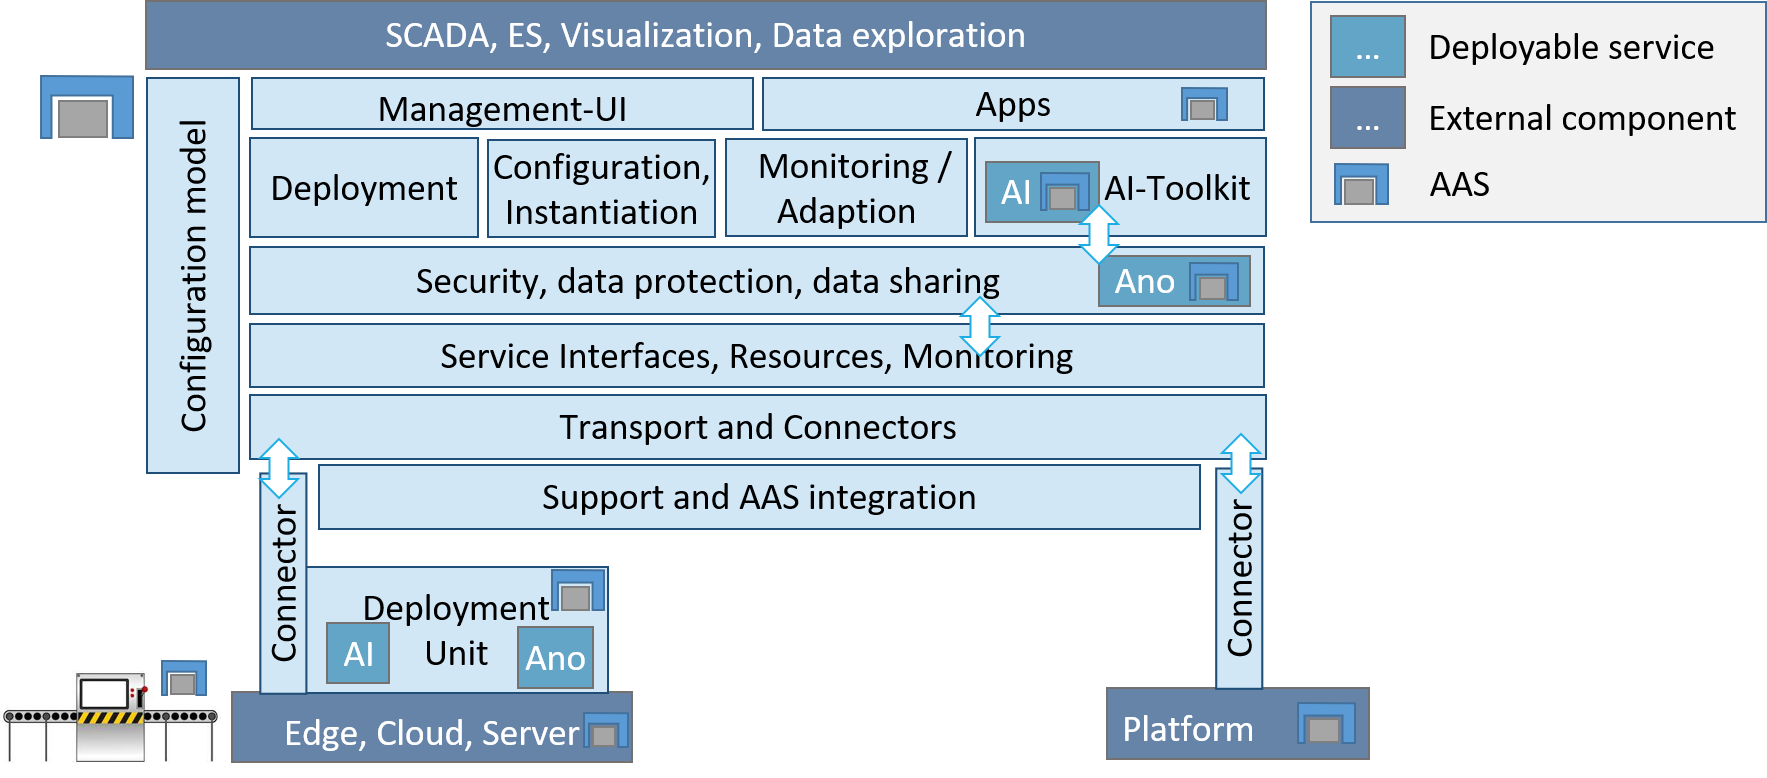 SCADA, ES, Visualization, Data exploration
... Deployable service
... External component
AAS
Configuration model
Management-UI
Apps
Deployment
Configuration,
Instantiation
Monitoring /
Adaption
AI
AI-Toolkit
Security, data protection, data sharing
Ano
Service Interfaces, Resources, Monitoring
Transport and Connectors
Support and AAS integration
Connector
Connector
Deployment
Unit
AI
Ano
Edge, Cloud, Server
Platform